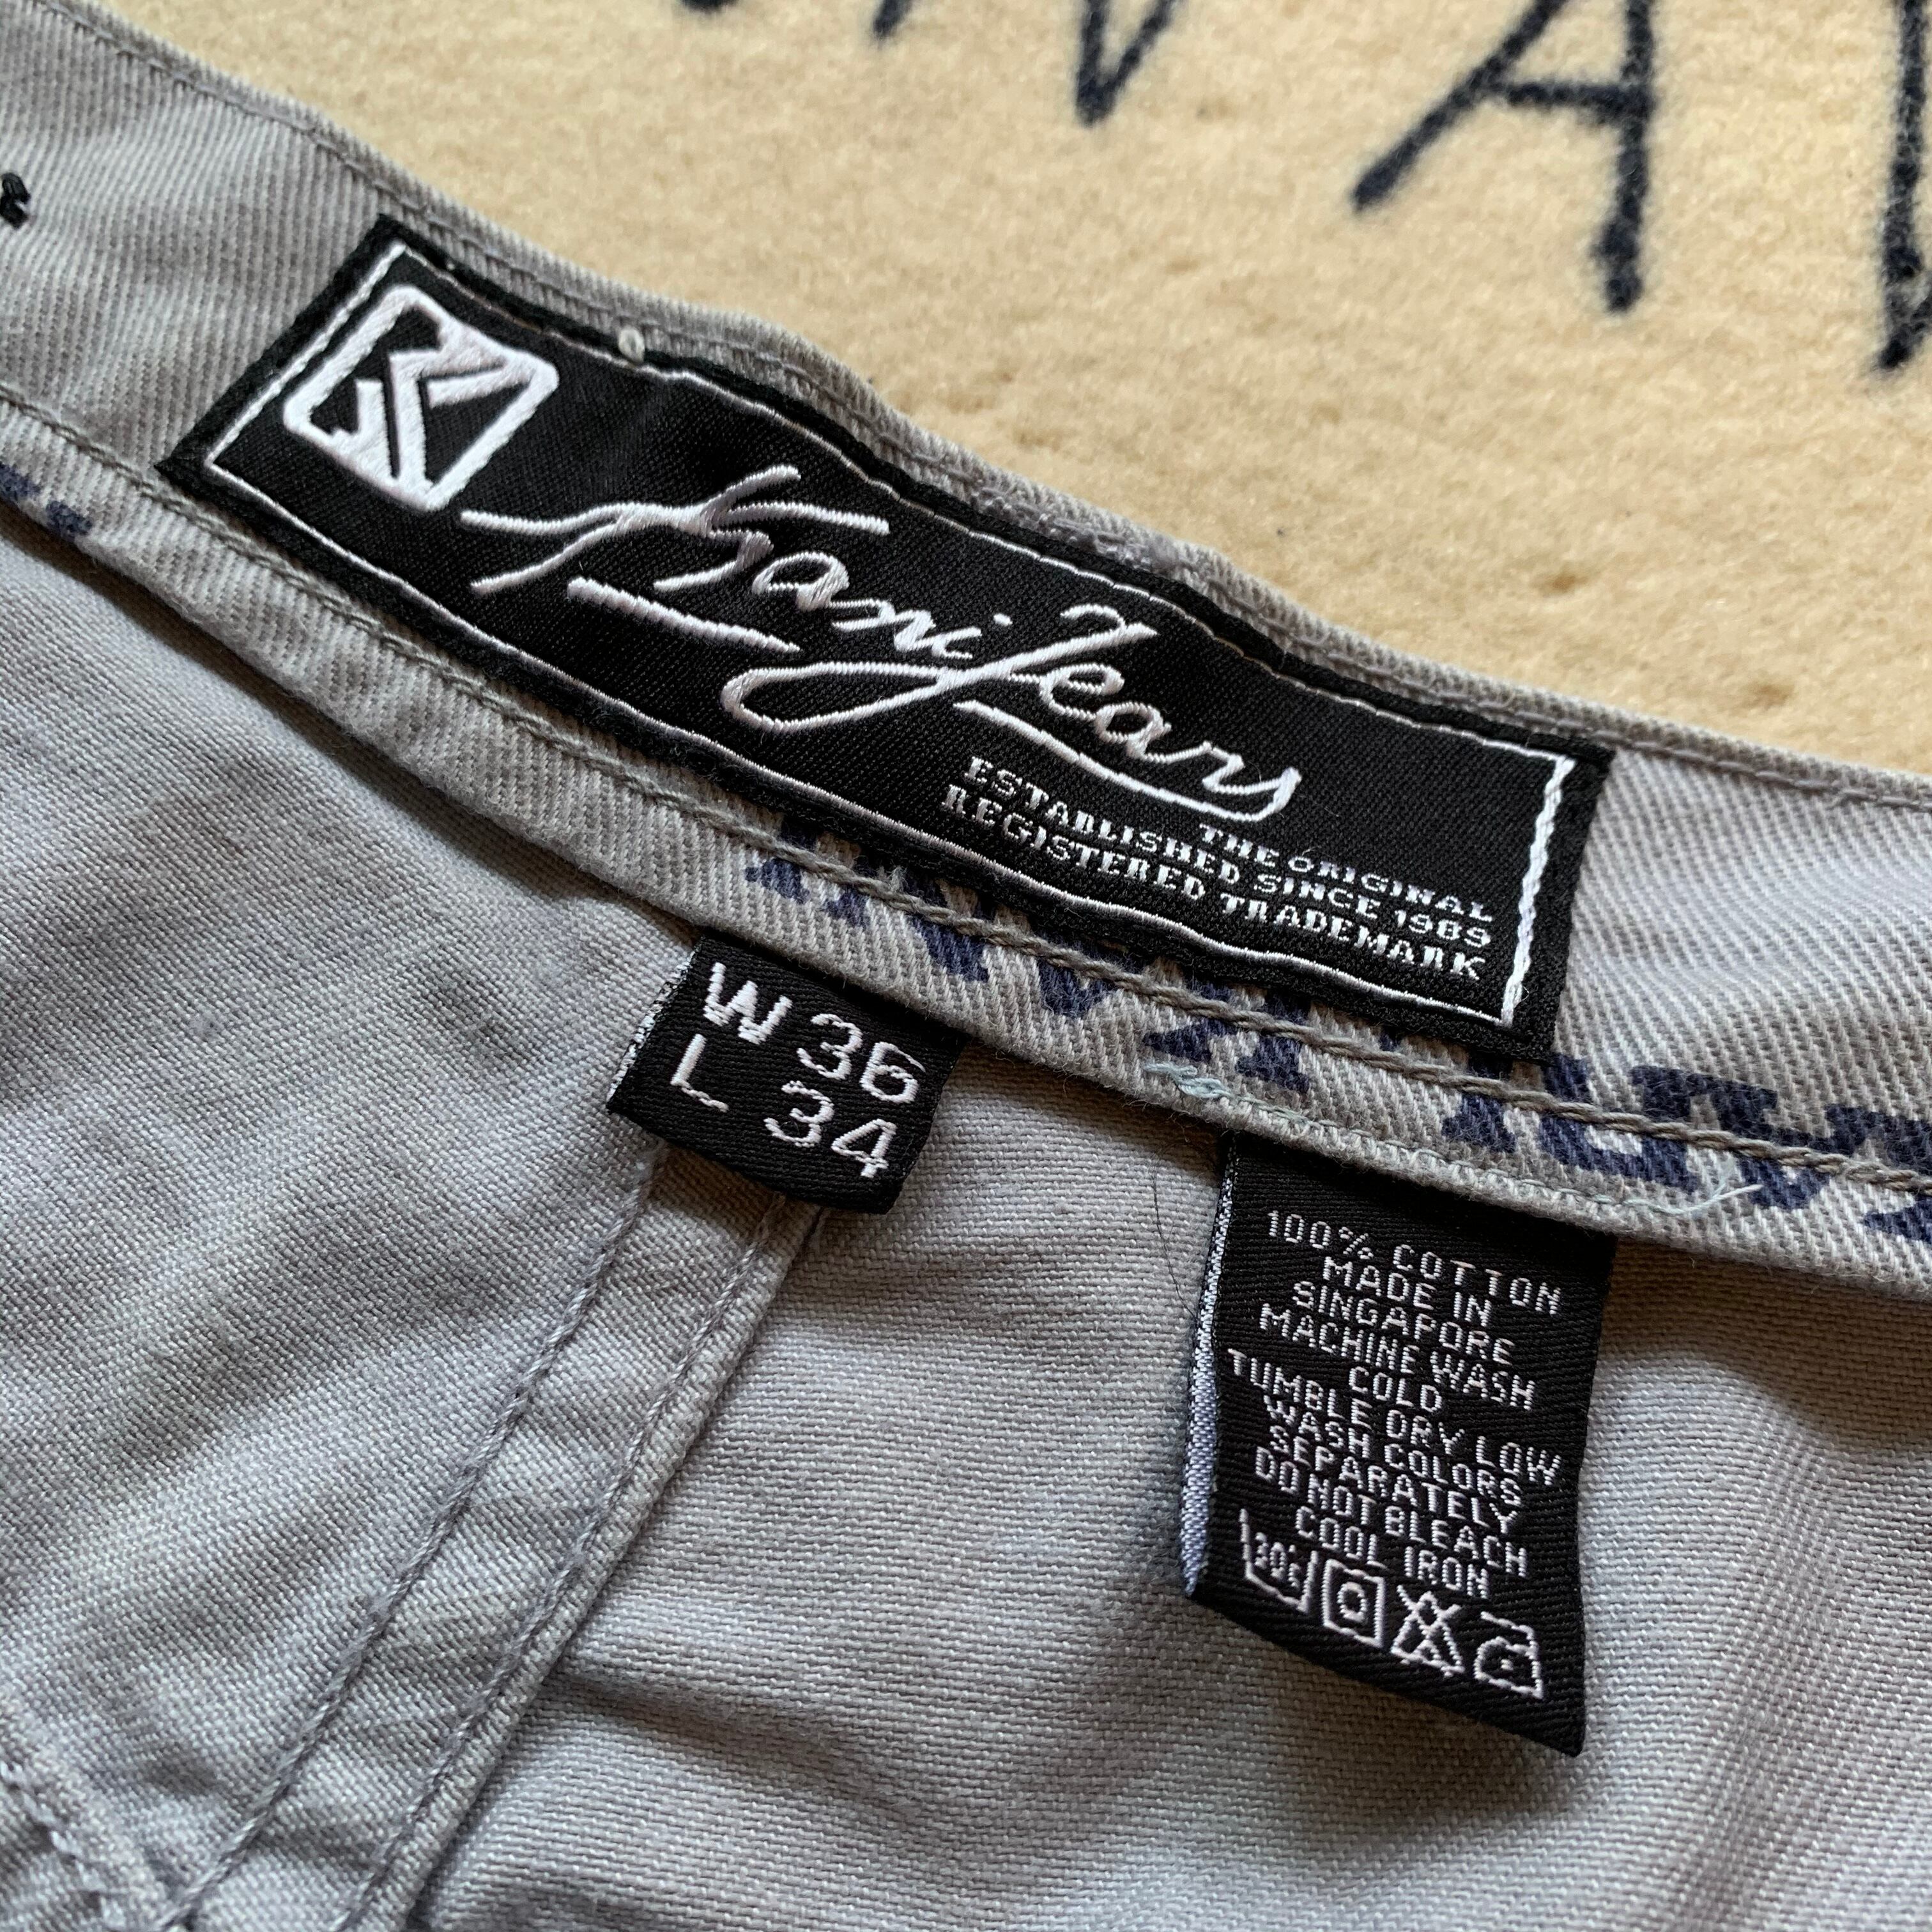 Kani Jeans
THE ORIGINAL
ESTABLISHED SINCE 1989
REGISTERED TRADEMARK
W 36
L 34
100% COTTON
MADE IN
SINGAPORE
MACHINE WASH
COLD
TUMBLE DRY LOW
WASH COLORS
SEPARATELY
DO NOT BLEACH
COOL IRON
30°C